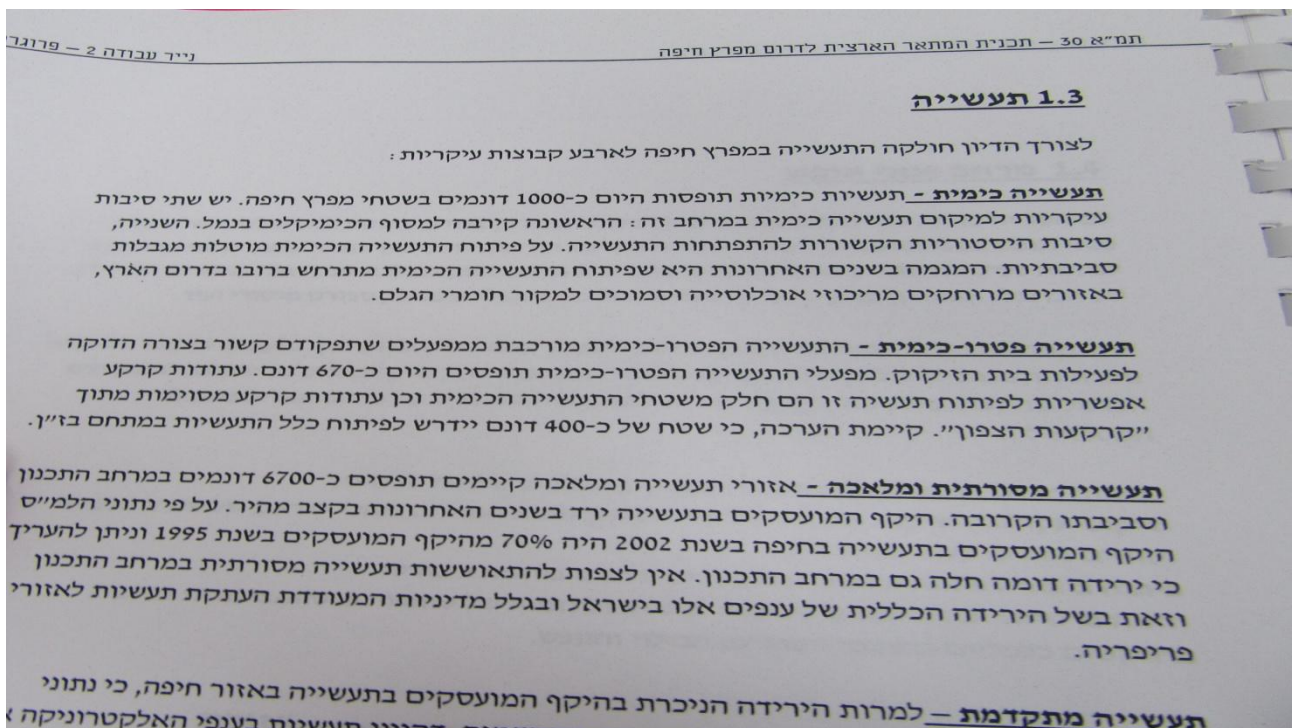 תמ״א 30 – תכנית המתאר הארצית לדרום מפרץ חיפה
נייר עבודה 2 – פרוגר
1.3 תעשייה
לצורך הדיון חולקה התעשייה במפרץ חיפה לארבע קבוצות עיקריות :
תעשייה כימית - תעשיות כימיות תופסות היום כ-1000 דונמים בשטחי מפרץ חיפה. יש שתי סיבות
עיקריות למיקום תעשייה כימית במרחב זה : הראשונה קירבה למסוף הכימיקלים בנמל. השנייה,
סיבות היסטוריות הקשורות להתפתחות התעשייה. על פיתוח התעשייה הכימית מוטלות מגבלות
סביבתיות. המגמה בשנים האחרונות היא שפיתוח התעשייה הכימית מתרחש ברובו בדרום הארץ,
באזורים מרוחקים מריכוזי אוכלוסייה וסמוכים למקור חומרי הגלם.
תעשייה פטרו-כימית - התעשייה הפטרו-כימית מורכבת ממפעלים שתפקודם קשור בצורה הדוקה
לפעילות בית הזיקוק. מפעלי התעשייה הפטרו-כימית תופסים היום כ-670 דונם. עתודות קרקע
אפשריות לפיתוח תעשיה זו הם חלק משטחי התעשייה הכימית וכן עתודות קרקע מסוימות מתוך
״קרקעות הצפון״. קיימת הערכה, כי שטח של כ-400 דונם יידרש לפיתוח כלל התעשיות במתחם בז״ן.
תעשייה מסורתית ומלאכה - אזורי תעשייה ומלאכה קיימים תופסים כ-6700 דונמים במרחב התכנון
וסביבתו הקרובה. היקף המועסקים בתעשייה ירד בשנים האחרונות בקצב מהיר. על פי נתוני הלמ״ס
היקף המועסקים בתעשייה בחיפה בשנת 2002 היה 70% מהיקף המועסקים בשנת 1995 וניתן להעריך
כי ירידה דומה חלה גם במרחב התכנון. אין לצפות להתאוששות תעשייה מסורתית במרחב התכנון
וזאת בשל הירידה הכללית של ענפים אלו בישראל ובגלל מדיניות המעודדת העתקת תעשיות לאזורי
פריפריה.
תעשייה מתקדמת – למרות הירידה הניכרת בהיקף המועסקים בתעשייה באזור חיפה, כי נתוני
תעשיות בענפי האלקטרוניקה